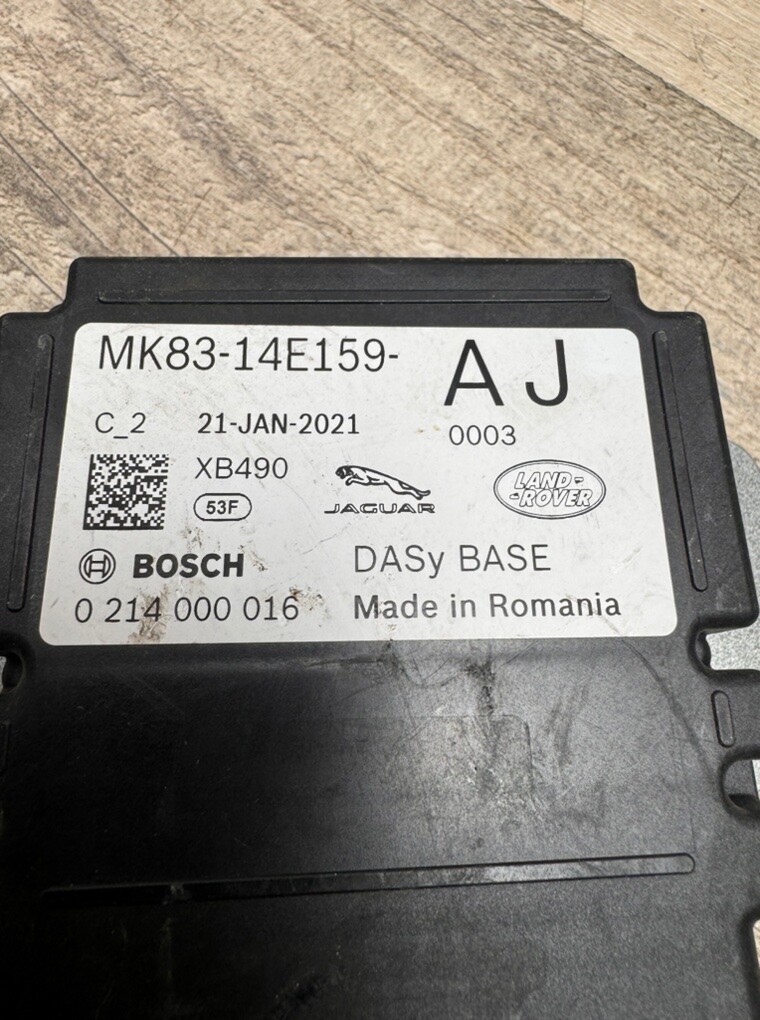 MK83-14E159- AJ
C_2 21-JAN-2021 0003
XB490
53F
JAGUAR
LAND-
-ROVER
BOSCH DASy BASE
0 214 000 016 Made in Romania